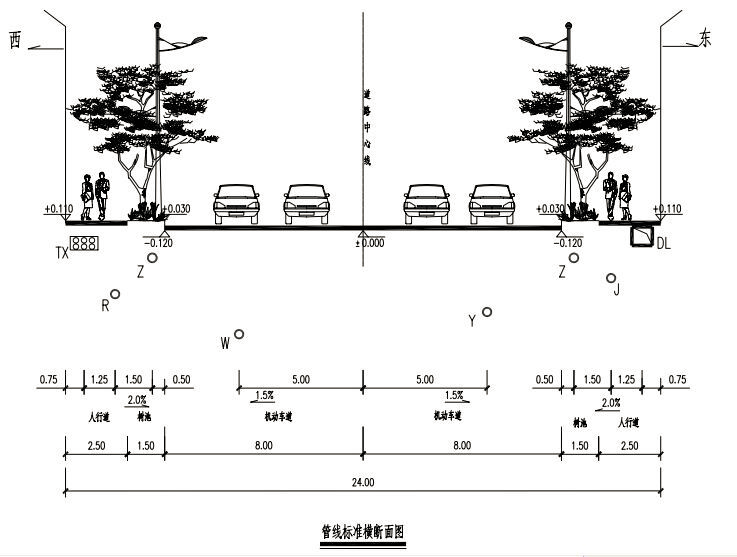 西
东
道路中心线
+0.110
+0.030
+0.030
+0.110
TX
-0.120
±0.000
-0.120
DL
Z
Z
R
J
W
Y
0.75 1.25 1.50 0.50 5.00 5.00 0.50 1.50 1.25 0.75
2.0% 1.5% 1.5% 2.0%
人行道 树池 机动车道 机动车道 树池 人行道
2.50 1.50 8.00 8.00 1.50 2.50
24.00
管线标准横断面图